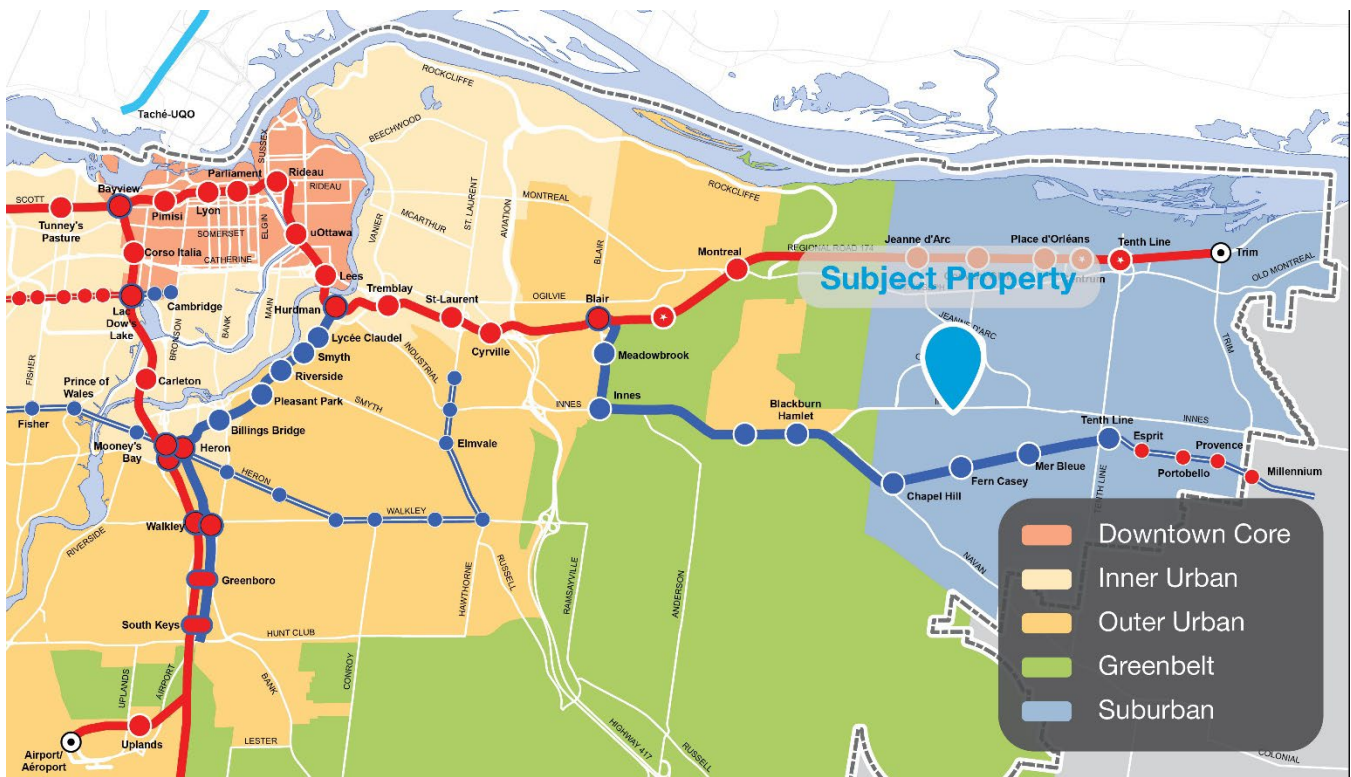 Taché-UQO
ROCKCLIFFE
BEECHWOOD
SUSSEX
Parliament
Rideau
RIDEAU
Bayview
Lyon
Pimisi
SCOTT
Tunney's
Pasture
SOMERSET
ELGIN
uOttawa
CATHERINE
Corso Italia
Lees
VANIER
MCARTHUR
ST. LAURENT
AVIATION
MONTREAL
ROCKCLIFFE
BLAIR
Montreal
REGIONAL ROAD 174
Jeanne d'Arc
Place d'Orléans
Tenth Line
Trim
OLD MONTREAL
Subject Property
JEANNE D'ARC
TRIM
Cambridge
Lac
Dow's
Lake
BRONSON
BANK
MAIN
Hurdman
Tremblay
St-Laurent
Cyrville
OGILVIE
Blair
Lycée Claudel
Smyth
Riverside
Pleasant Park
Billings Bridge
INDUSTRIAL
SMYTH
Meadowbrook
INNES
Innes
Blackburn
Hamlet
INNES
FISHER
Prince of
Wales
Fisher
Carleton
Mooney's
Bay
Heron
HERON
Elmvale
WALKLEY
Walkley
RIVERSIDE
Tenth Line
Esprit
Portobello
Provence
Millennium
Mer Bleue
Fern Casey
Chapel Hill
TENTH LINE
NAVAN
Greenboro
South Keys
HUNT CLUB
HAWTHORNE
RUSSELL
RAMSAYVILLE
ANDERSON
UPLANDS
AIRPORT
BANK
CONROY
HIGHWAY 417
RUSSELL
LESTER
Uplands
Airport/
Aéroport
Downtown Core
Inner Urban
Outer Urban
Greenbelt
Suburban
COLONIAL